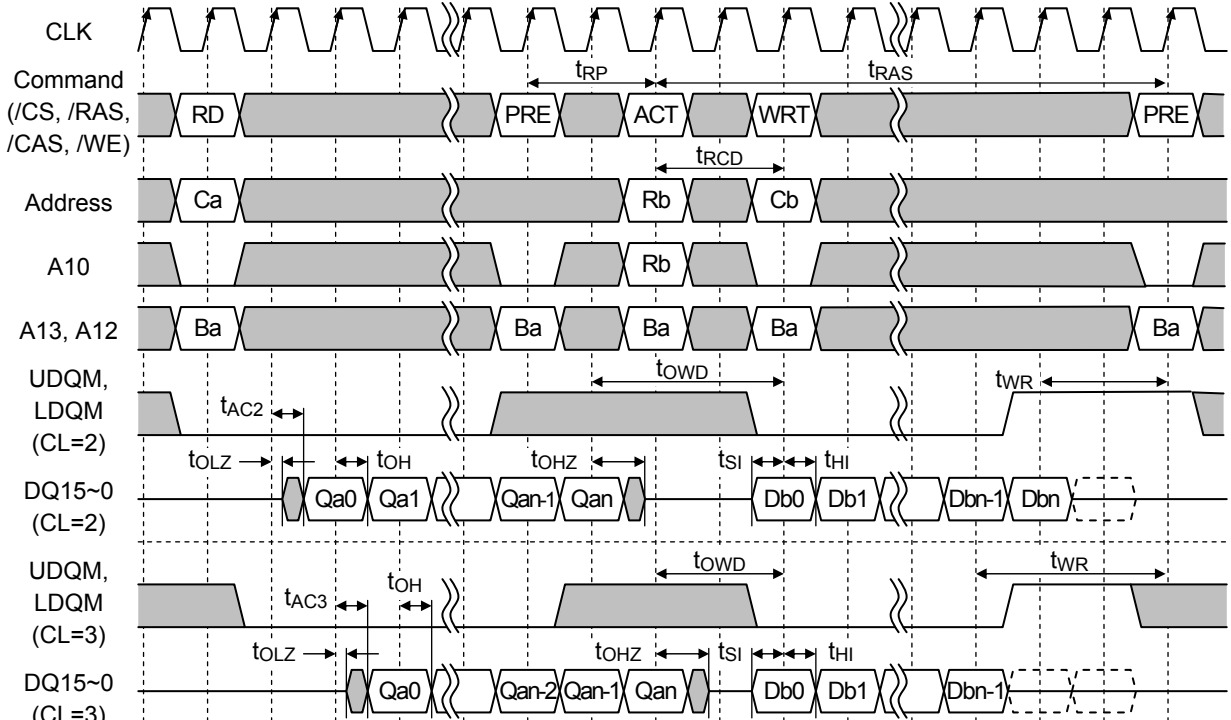 CLK
tRP tRAS
Command
(/CS, /RAS,
/CAS, /WE)
RD PRE ACT WRT PRE
tRCD
Address
Ca Rb Cb
A10
Rb
A13, A12
Ba Ba Ba Ba Ba
UDQM,
LDQM
(CL=2)
tAC2 tOWD tWR
tOLZ tOH tOHZ tSI tHI
DQ15~0
(CL=2)
Qa0 Qa1 Qan-1 Qan Db0 Db1 Dbn-1 Dbn
UDQM,
LDQM
(CL=3)
tAC3 tOH tOWD tWR
tOLZ tOHZ tSI tHI
DQ15~0
(CL=3)
Qa0 Qan-2 Qan-1 Qan Db0 Db1 Dbn-1